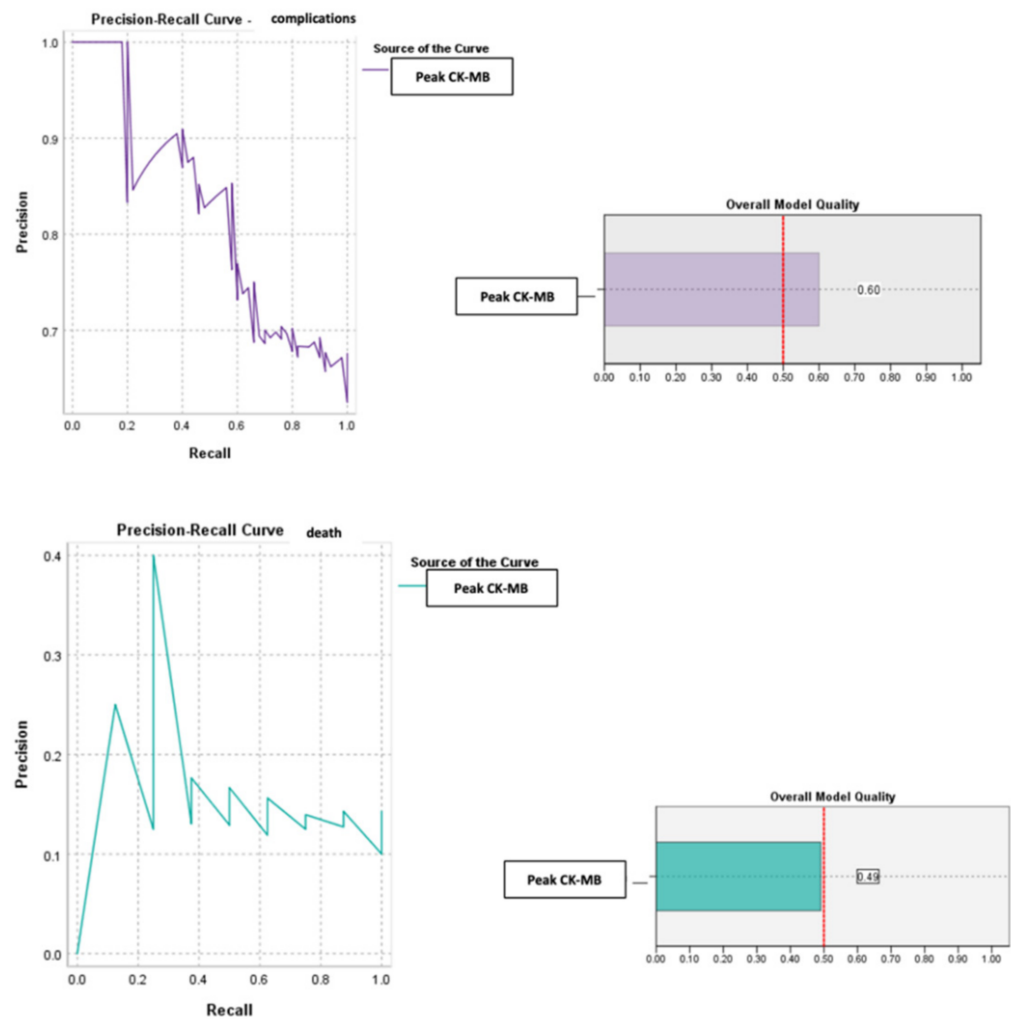 Precision-Recall Curve - complications
Source of the Curve
Peak CK-MB
1.0
0.9
0.8
0.7
Precision
0.0 0.2 0.4 0.6 0.8 1.0
Recall
Overall Model Quality
Peak CK-MB
0.60
0.00 0.10 0.20 0.30 0.40 0.50 0.60 0.70 0.80 0.90 1.00
Precision-Recall Curve death
Source of the Curve
Peak CK-MB
0.4
0.3
0.2
0.1
0.0
Precision
0.0 0.2 0.4 0.6 0.8 1.0
Recall
Overall Model Quality
Peak CK-MB
0.49
0.00 0.10 0.20 0.30 0.40 0.50 0.60 0.70 0.80 0.90 1.00